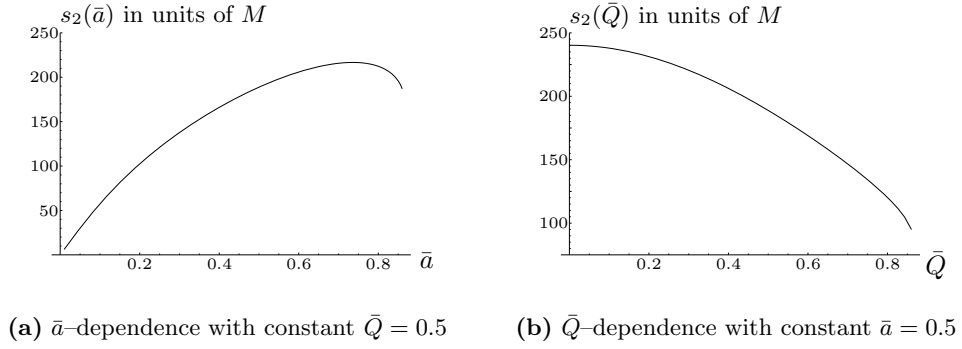 s₂(ā) in units of M
250
200
150
100
50
0.2 0.4 0.6 0.8 ā
(a) ā–dependence with constant Q̄ = 0.5
s₂(Q̄) in units of M
250
200
150
100
0.2 0.4 0.6 0.8 Q̄
(b) Q̄–dependence with constant ā = 0.5